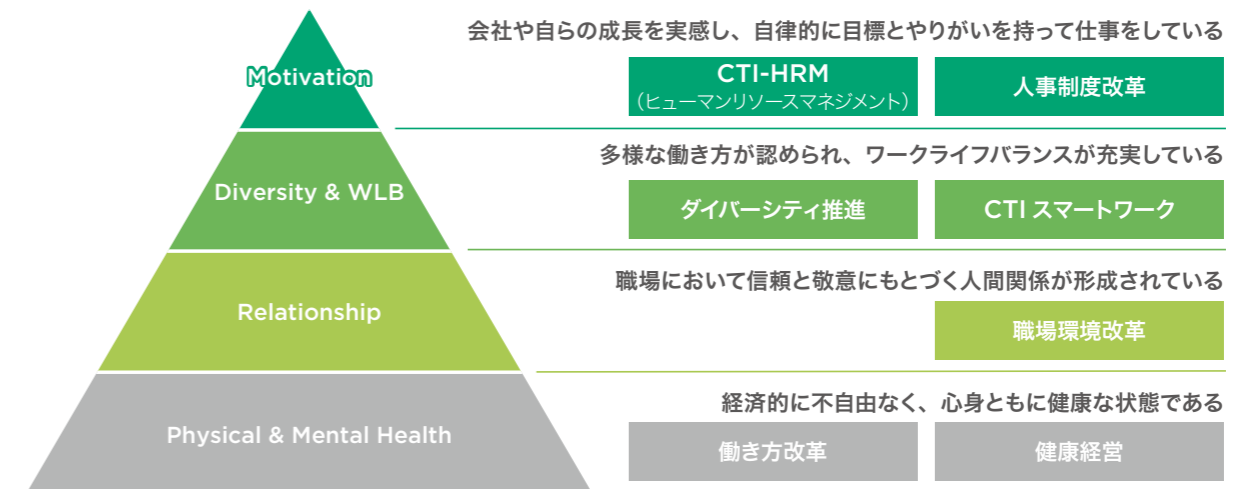 会社や自らの成長を実感し、自律的に目標とやりがいを持って仕事をしている
Motivation
CTI-HRM
（ヒューマンリソースマネジメント）
人事制度改革
多様な働き方が認められ、ワークライフバランスが充実している
Diversity & WLB
ダイバーシティ推進
CTI スマートワーク
職場において信頼と敬意にもとづく人間関係が形成されている
Relationship
職場環境改革
経済的に不自由なく、心身ともに健康な状態である
Physical & Mental Health
働き方改革
健康経営